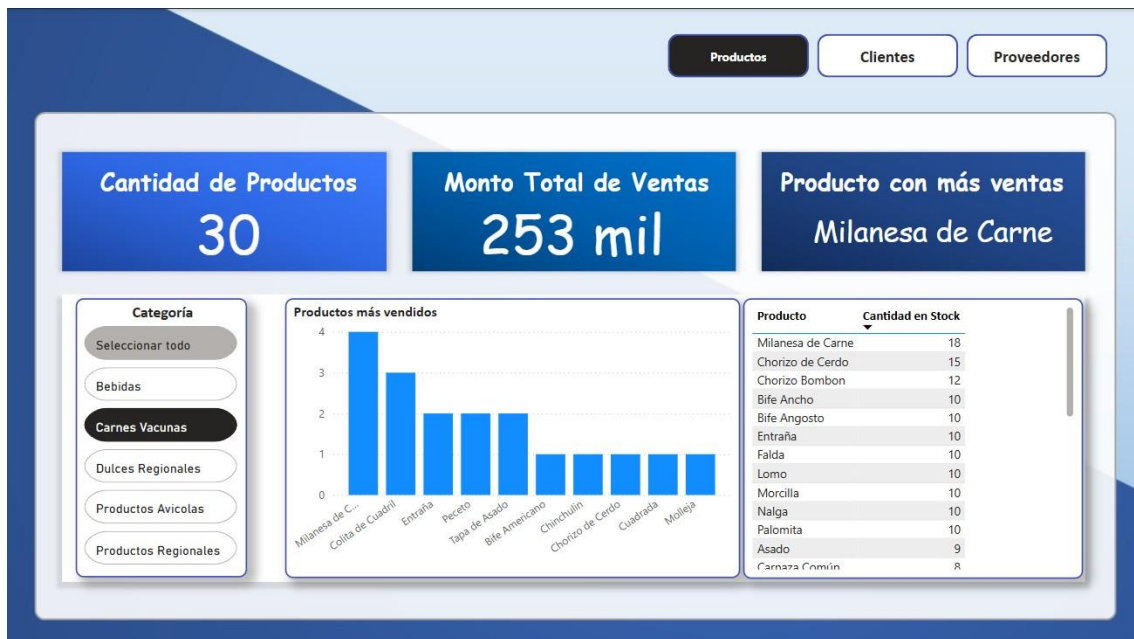 Productos
Clientes
Proveedores
Cantidad de Productos
30
Monto Total de Ventas
253 mil
Producto con más ventas
Milanesa de Carne
Categoría
Seleccionar todo
Bebidas
Carnes Vacunas
Dulces Regionales
Productos Avicolas
Productos Regionales
Productos más vendidos
4
3
2
1
0
Milanesa de C...
Colita de Cuadril
Entraña
Peceto
Tapa de Asado
Bife Americano
Chinchulin
Chorizo de Cerdo
Cuadrada
Molleja
Producto Cantidad en Stock
Milanesa de Carne 18
Chorizo de Cerdo 15
Chorizo Bombon 12
Bife Ancho 10
Bife Angosto 10
Entraña 10
Falda 10
Lomo 10
Morcilla 10
Nalga 10
Palomita 10
Asado 9
Carnaza Común 8